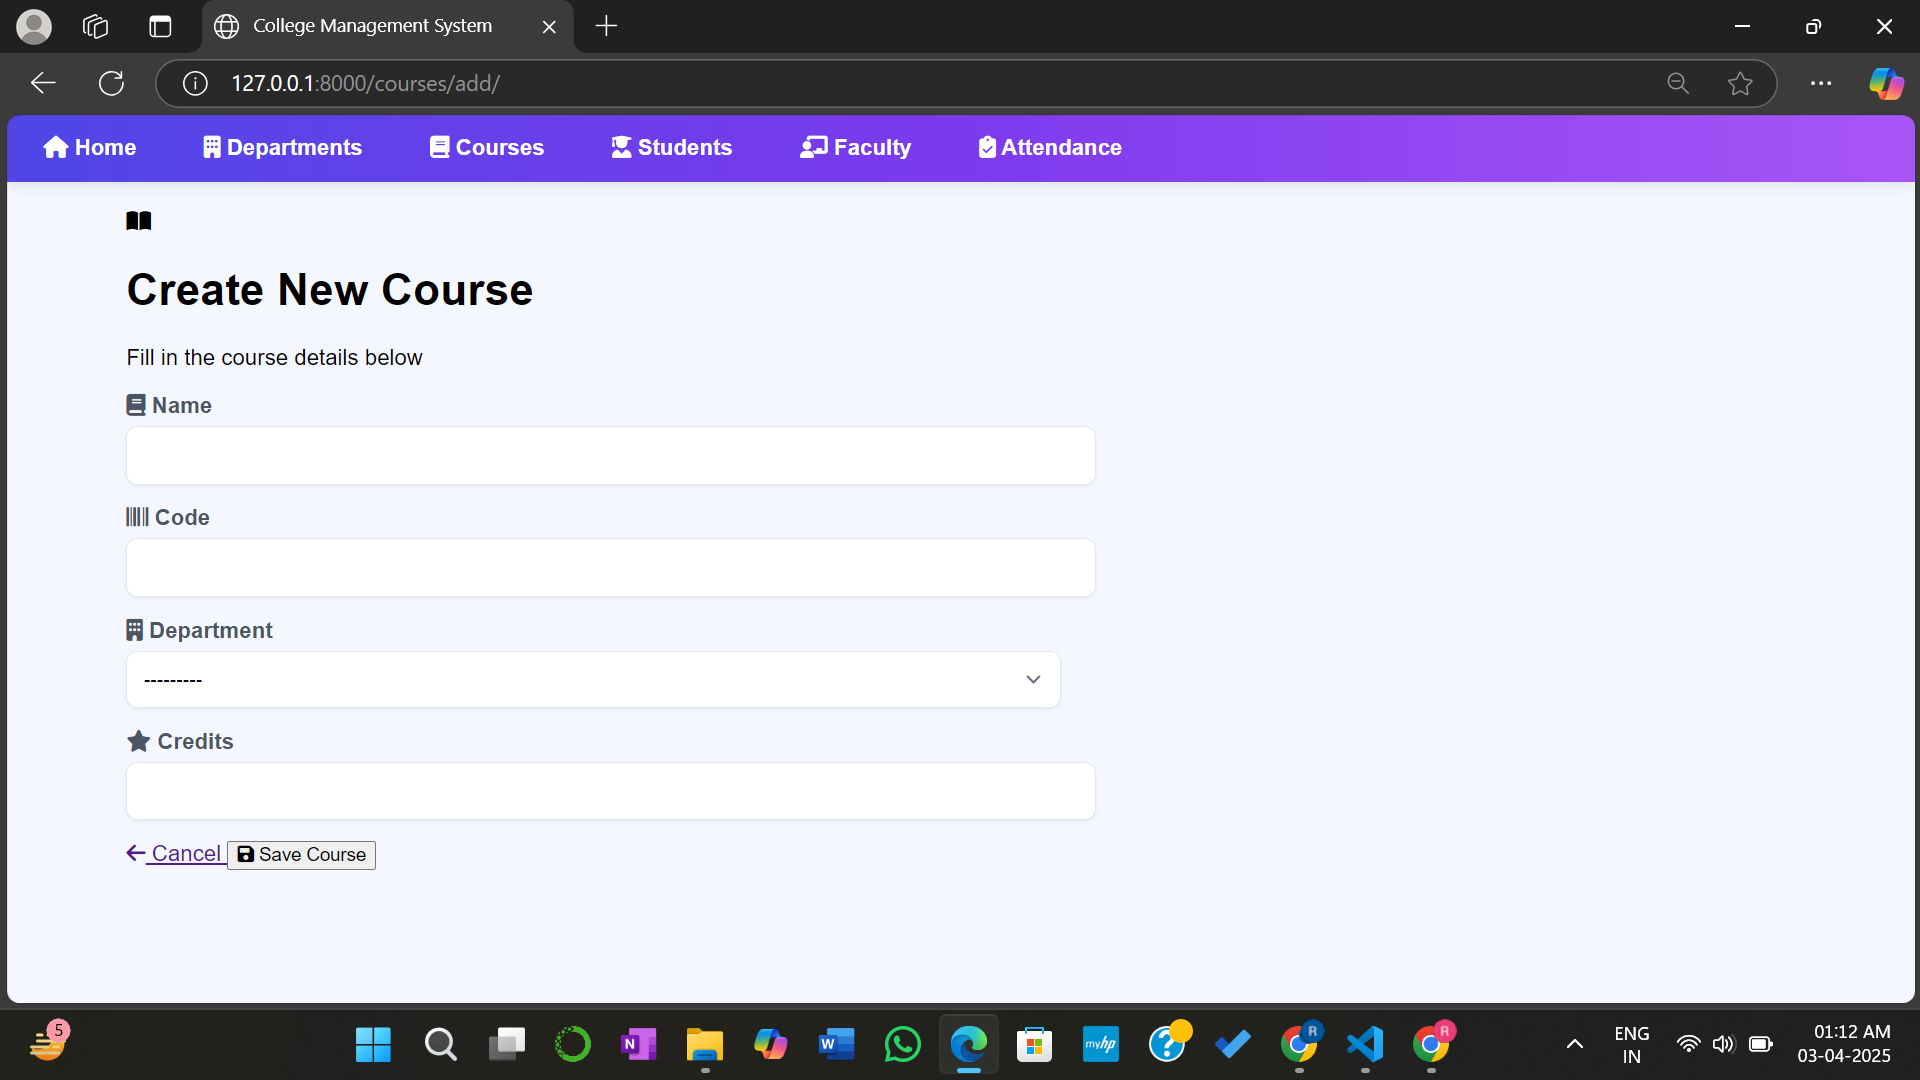 College Management System
127.0.0.1:8000/courses/add/
Home Departments Courses Students Faculty Attendance
Create New Course
Fill in the course details below
Name
Code
Department
---------
Credits
Cancel Save Course
5
N
W
myhp
?
R
R
ENG
IN
01:12 AM
03-04-2025